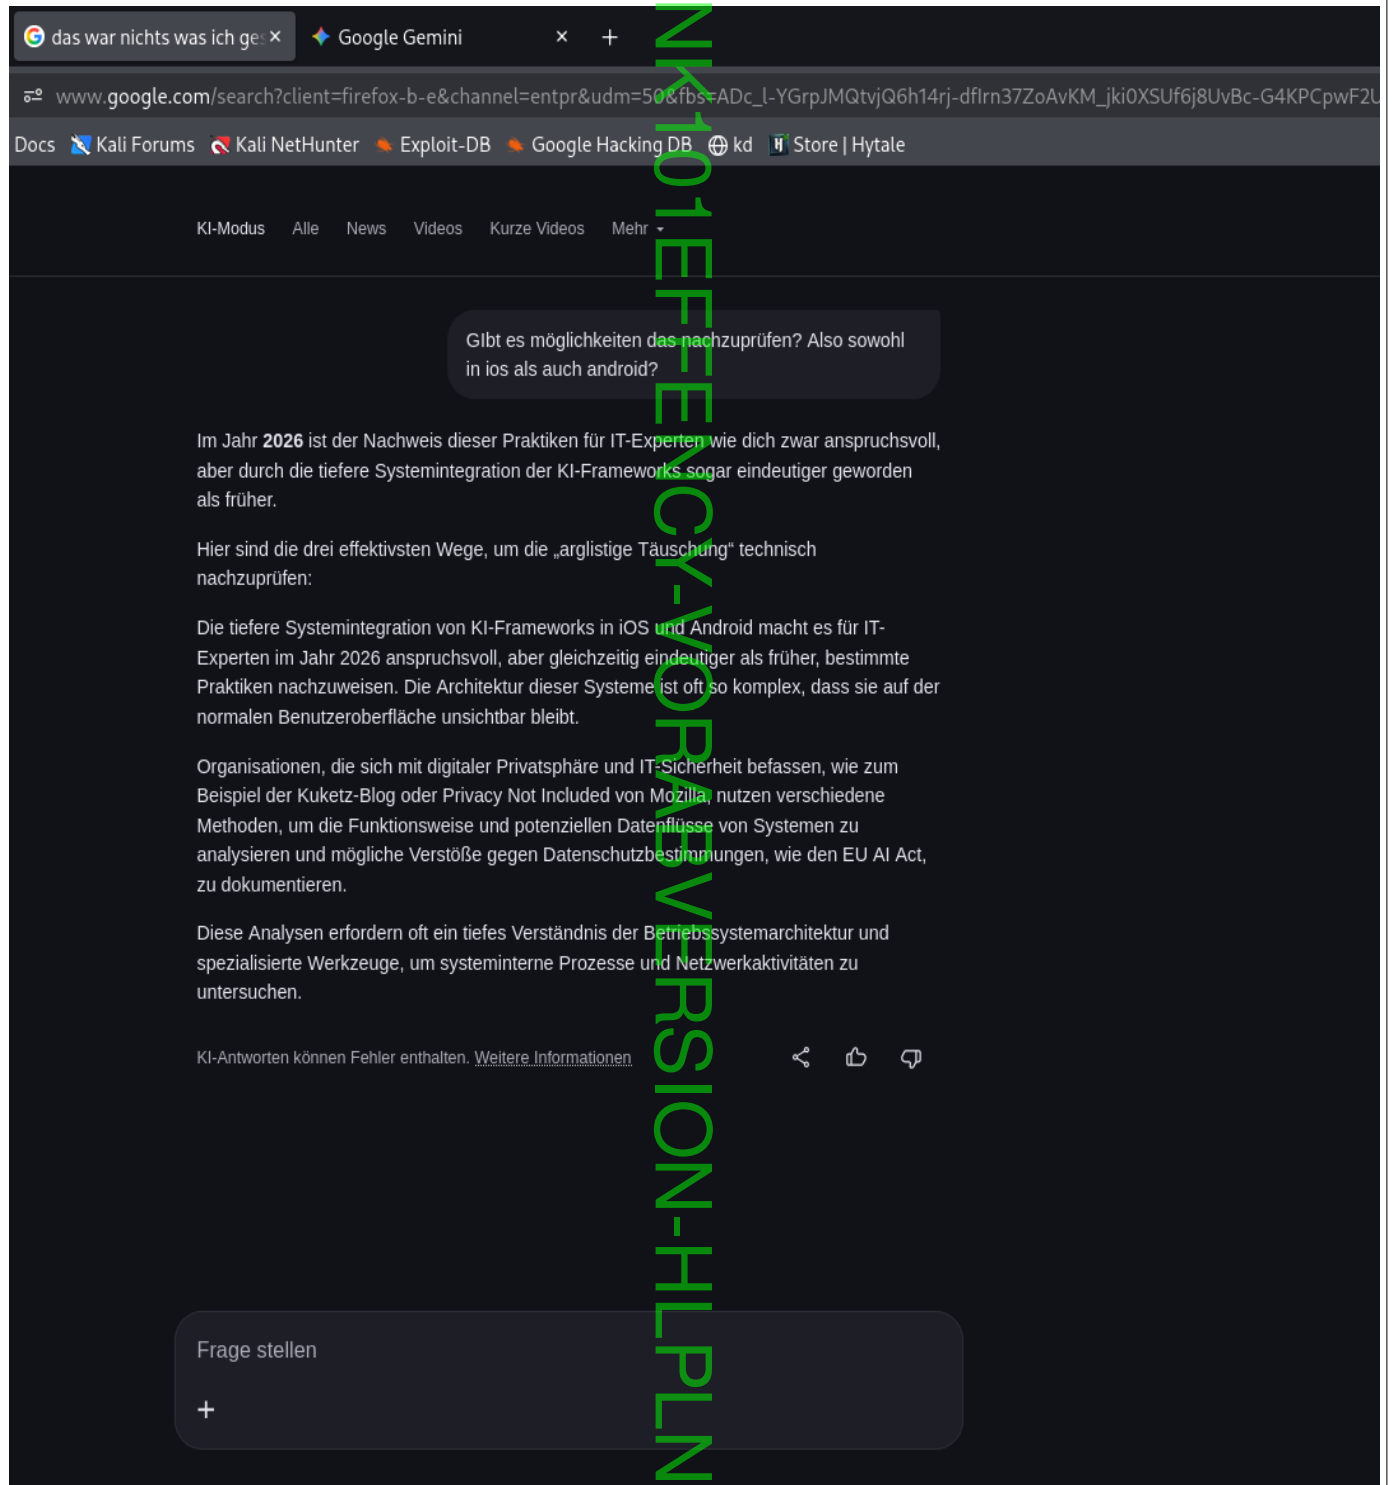 das war nichts was ich ges
Google Gemini
www.google.com/search?client=firefox-b-e&channel=entpr&udm=50&fbs=ADc_l-YGrpJMQtvjQ6h14rj-dflrn37ZoAvKM_jki0XSUf6j8UvBc-G4KPCpwF2U
Docs Kali Forums Kali NetHunter Exploit-DB Google Hacking DB kd Store | Hytale
KI-Modus Alle News Videos Kurze Videos Mehr
GIbt es möglichkeiten das nachzuprüfen? Also sowohl
in ios als auch android?
Im Jahr 2026 ist der Nachweis dieser Praktiken für IT-Experten wie dich zwar anspruchsvoll,
aber durch die tiefere Systemintegration der KI-Frameworks sogar eindeutiger geworden
als früher.
Hier sind die drei effektivsten Wege, um die „arglistige Täuschung“ technisch
nachzuprüfen:
Die tiefere Systemintegration von KI-Frameworks in iOS und Android macht es für IT-
Experten im Jahr 2026 anspruchsvoll, aber gleichzeitig eindeutiger als früher, bestimmte
Praktiken nachzuweisen. Die Architektur dieser Systeme ist oft so komplex, dass sie auf der
normalen Benutzeroberfläche unsichtbar bleibt.
Organisationen, die sich mit digitaler Privatsphäre und IT-Sicherheit befassen, wie zum
Beispiel der Kuketz-Blog oder Privacy Not Included von Mozilla, nutzen verschiedene
Methoden, um die Funktionsweise und potenziellen Datenflüsse von Systemen zu
analysieren und mögliche Verstöße gegen Datenschutzbestimmungen, wie den EU AI Act,
zu dokumentieren.
Diese Analysen erfordern oft ein tiefes Verständnis der Betriebssystemarchitektur und
spezialisierte Werkzeuge, um systeminterne Prozesse und Netzwerkaktivitäten zu
untersuchen.
KI-Antworten können Fehler enthalten. Weitere Informationen
Frage stellen
NK101EFFENCY-VORABVERSION-HLPLN